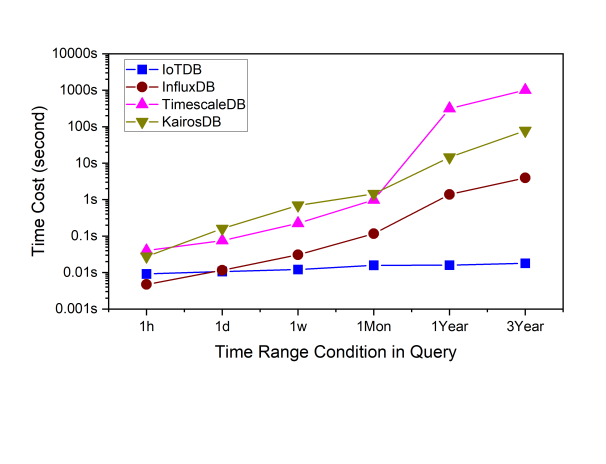 10000s
1000s
100s
10s
1s
0.1s
0.01s
0.001s
Time Cost (second)
IoTDB
InfluxDB
TimescaleDB
KairosDB
1h 1d 1w 1Mon 1Year 3Year
Time Range Condition in Query